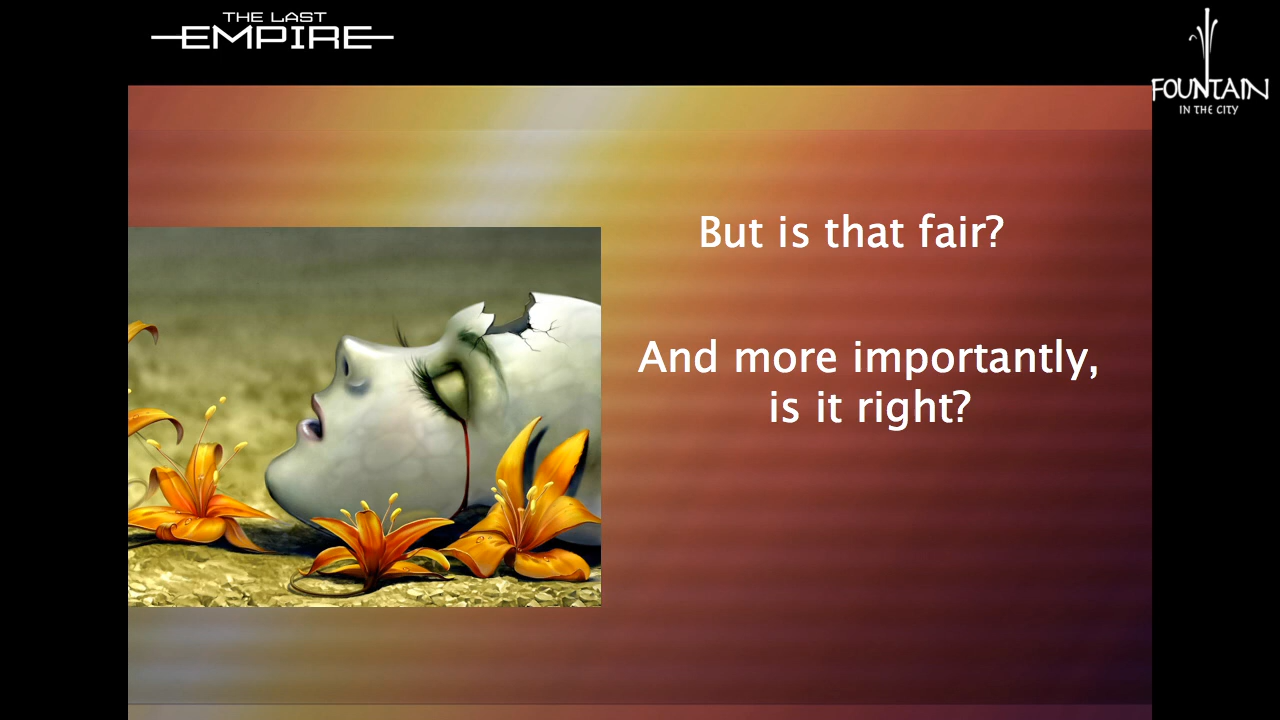 THE LAST
EMPIRE
FOUNTAIN
IN THE CITY
But is that fair?
And more importantly,
is it right?